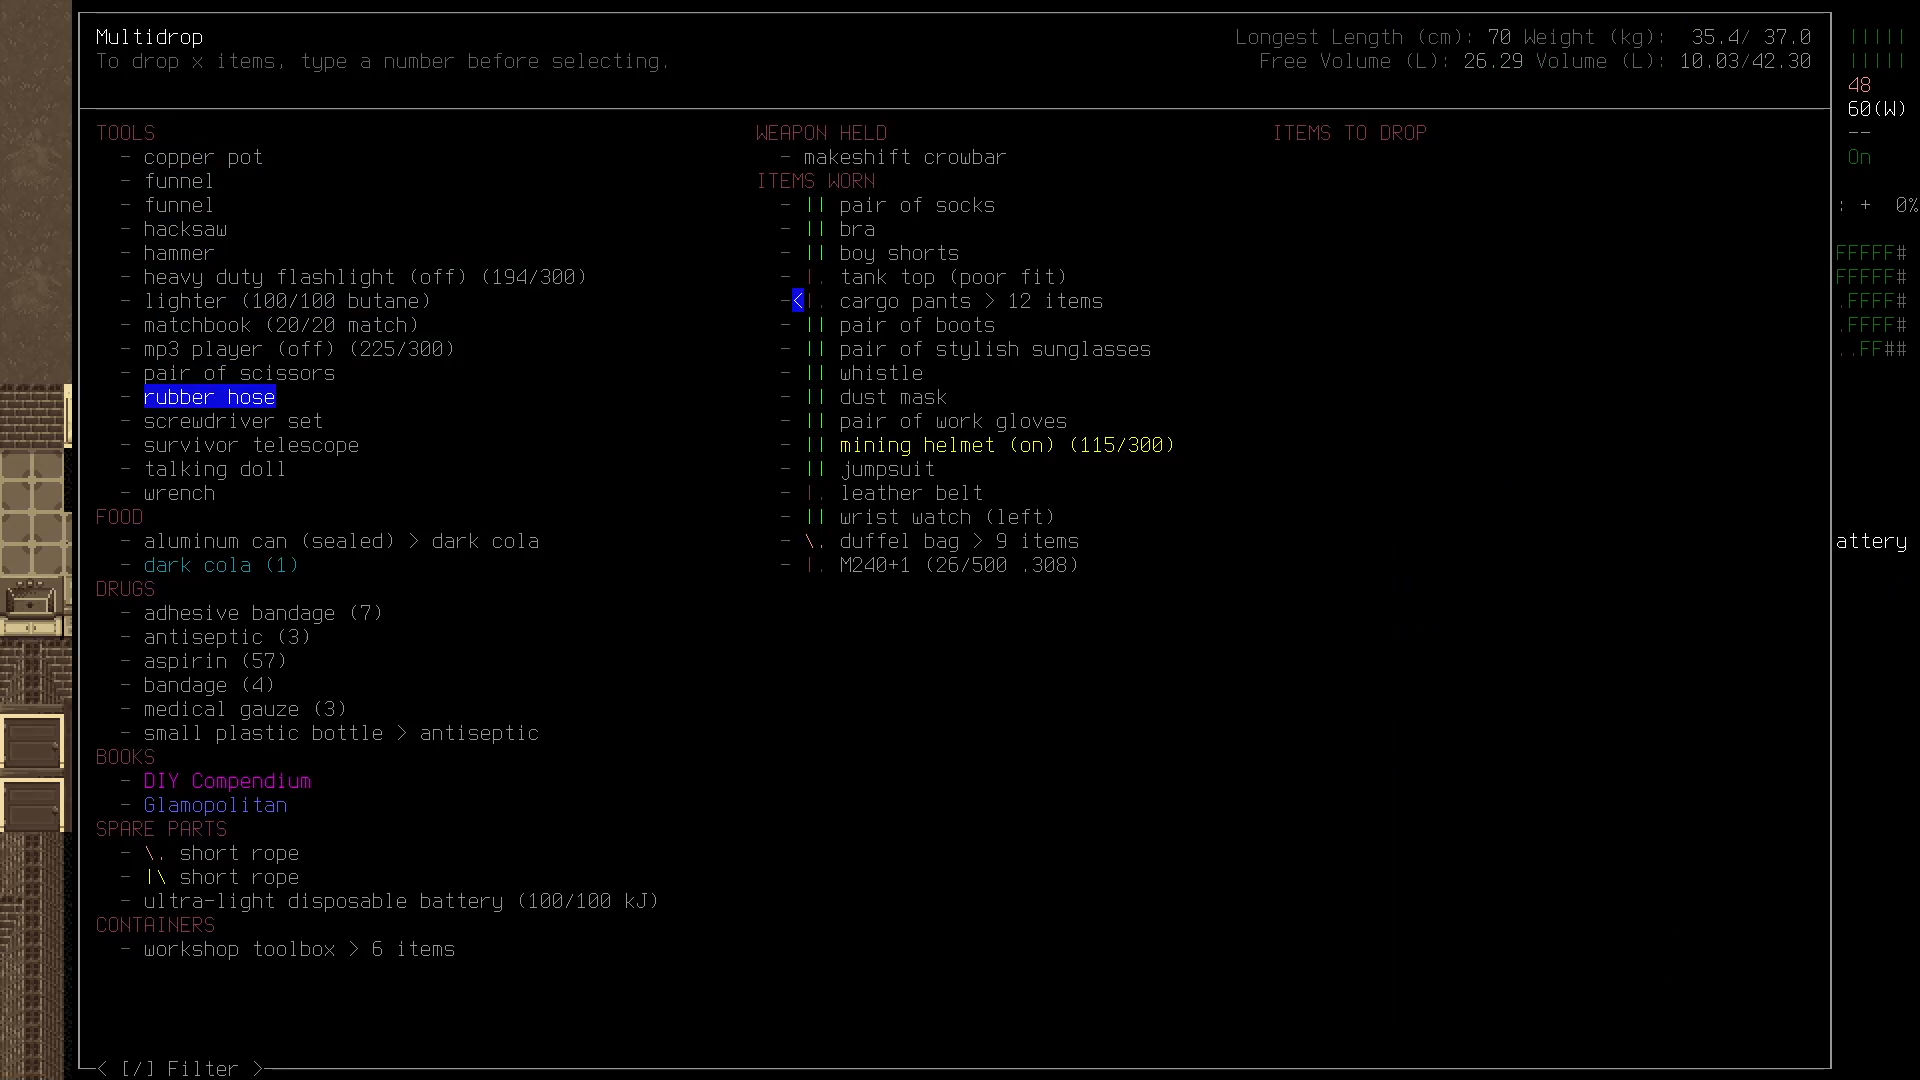 Multidrop
To drop x items, type a number before selecting.
Longest Length (cm): 70 Weight (kg): 35.4/ 37.0
Free Volume (L): 26.29 Volume (L): 10.03/42.30
TOOLS
- copper pot
- funnel
- funnel
- hacksaw
- hammer
- heavy duty flashlight (off) (194/300)
- lighter (100/100 butane)
- matchbook (20/20 match)
- mp3 player (off) (225/300)
- pair of scissors
- rubber hose
- screwdriver set
- survivor telescope
- talking doll
- wrench
FOOD
- aluminum can (sealed) > dark cola
- dark cola (1)
DRUGS
- adhesive bandage (7)
- antiseptic (3)
- aspirin (57)
- bandage (4)
- medical gauze (3)
- small plastic bottle > antiseptic
BOOKS
- DIY Compendium
- Glamopolitan
SPARE PARTS
- \. short rope
- |\ short rope
- ultra-light disposable battery (100/100 kJ)
CONTAINERS
- workshop toolbox > 6 items
WEAPON HELD
- makeshift crowbar
ITEMS WORN
- || pair of socks
- || bra
- || boy shorts
- |. tank top (poor fit)
-<|. cargo pants > 12 items
- || pair of boots
- || pair of stylish sunglasses
- || whistle
- || dust mask
- || pair of work gloves
- || mining helmet (on) (115/300)
- || jumpsuit
- |. leather belt
- || wrist watch (left)
- \. duffel bag > 9 items
- |. M240+1 (26/500 .308)
ITEMS TO DROP
|||||
|||||
48
60(W)
--
On
: + 0%
FFFFF#
FFFFF#
.FFFF#
.FFFF#
..FF##
attery
< [/] Filter >